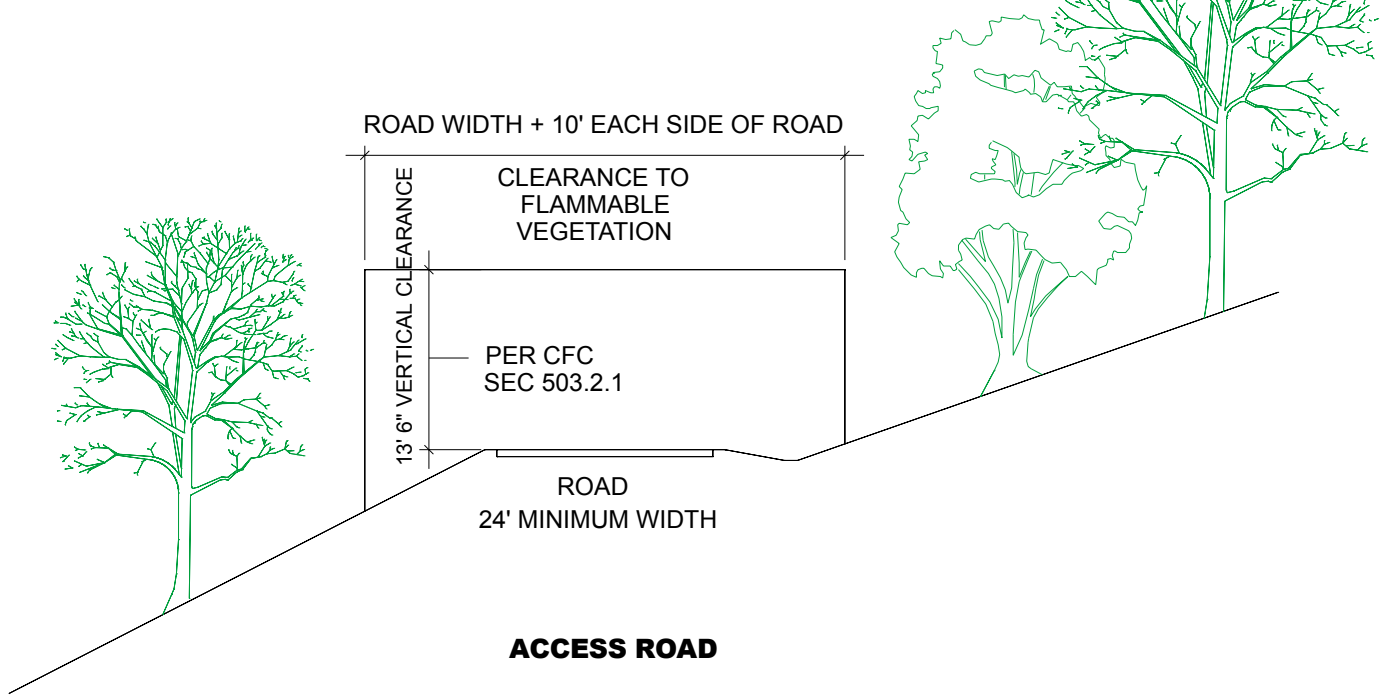 ROAD WIDTH + 10' EACH SIDE OF ROAD
CLEARANCE TO
FLAMMABLE
VEGETATION
13' 6" VERTICAL CLEARANCE
PER CFC
SEC 503.2.1
ROAD
24' MINIMUM WIDTH
ACCESS ROAD